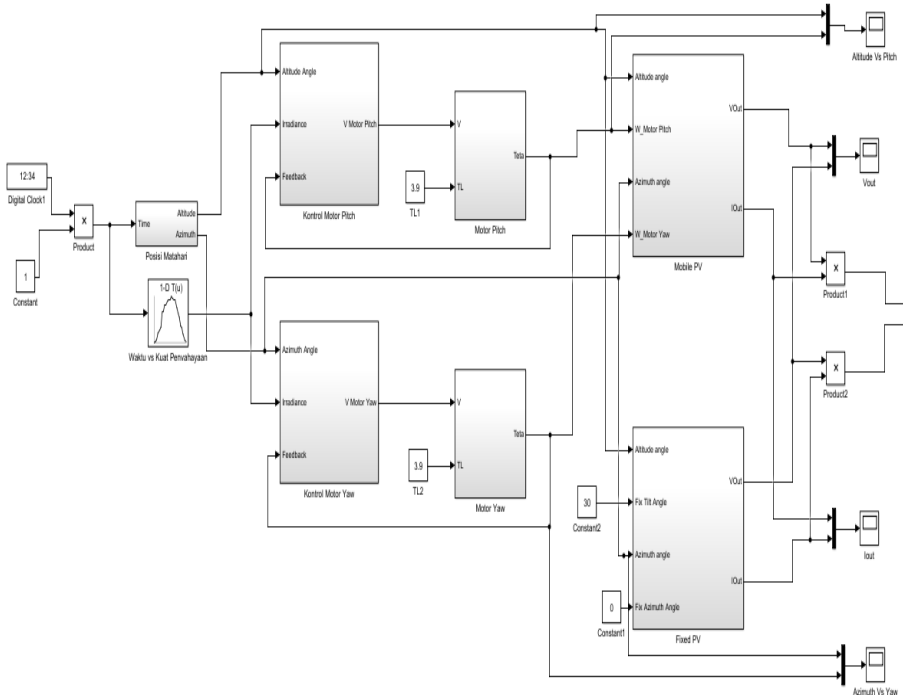 Altitude Vs Pitch
Altitude Angle
Irradiance
Feedback
V Motor Pitch
Kontrol Motor Pitch
V
TL
Teta
Motor Pitch
3.9
TL1
Altitude angle
W_Motor Pitch
Azimuth angle
W_Motor Yaw
VOut
IOut
Mobile PV
Vout
12:34
Digital Clock1
×
Product
1
Constant
Time
Altitude
Azimuth
Posisi Matahari
1-D T(u)
Waktu vs Kuat Penvahayaan
×
Product1
×
Product2
Azimuth Angle
Irradiance
Feedback
V Motor Yaw
Kontrol Motor Yaw
V
TL
Teta
Motor Yaw
3.9
TL2
Altitude angle
Fix Tilt Angle
Azimuth angle
Fix Azimuth Angle
VOut
IOut
Fixed PV
30
Constant2
0
Constant1
Iout
Azimuth Vs Yaw